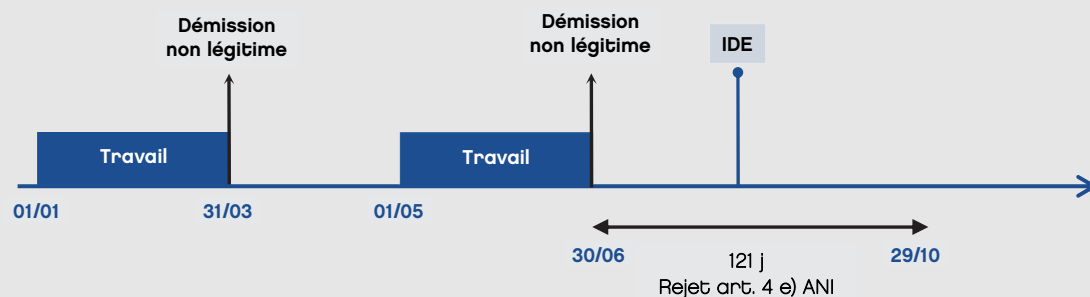 Démission
non légitime
Démission
non légitime
IDE
Travail
Travail
01/01
31/03
01/05
30/06
29/10
121 j
Rejet art. 4 e) ANI